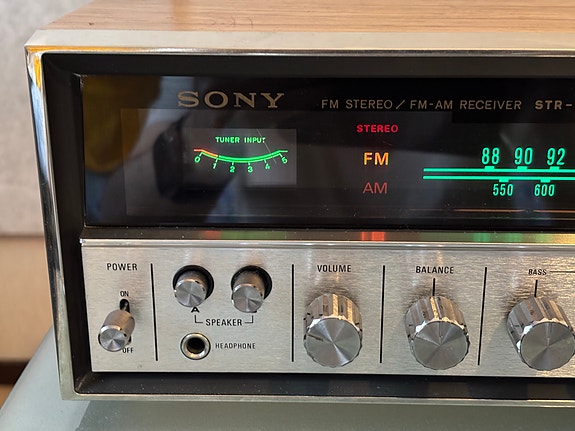 SONY FM STEREO / FM-AM RECEIVER STR-
TUNER INPUT
0 1 2 3 4 5
STEREO
FM
88 90 92
AM
550 600
POWER
ON
OFF
A
SPEAKER
HEADPHONE
VOLUME
BALANCE
BASS